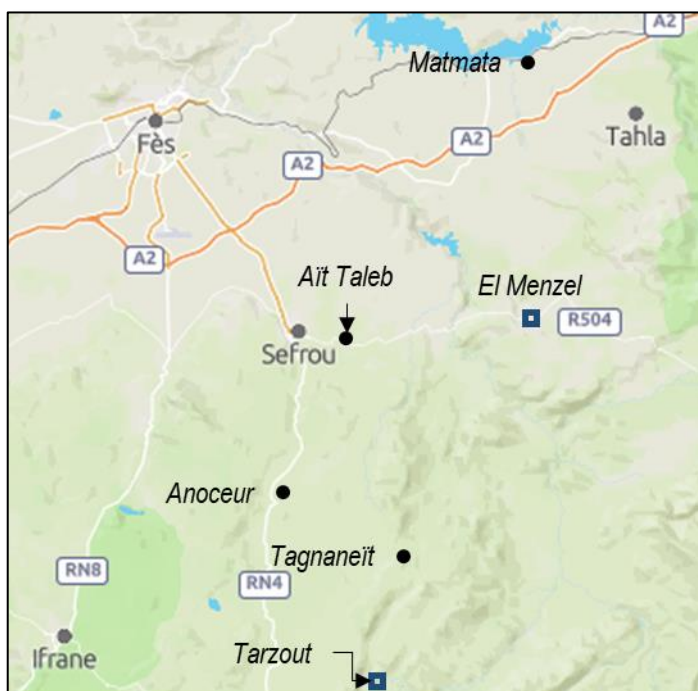 A2
Matmata
Fès
Tahla
A2
A2
A2
Aït Taleb
El Menzel
R504
Sefrou
Anoceur
Tagnaneït
RN8
RN4
Ifrane
Tarzout